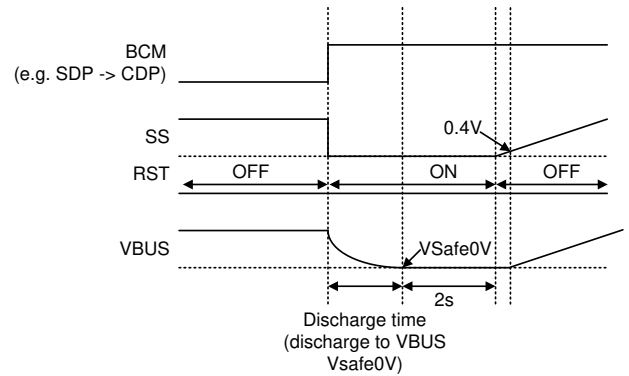 BCM
(e.g. SDP -> CDP)
SS
0.4V
RST
OFF
ON
OFF
VBUS
VSafe0V
2s
Discharge time
(discharge to VBUS
Vsafe0V)